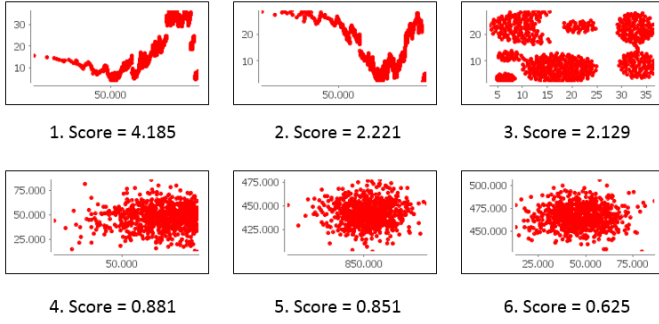 30
20
10
50.000
1. Score = 4.185
20
10
50.000
2. Score = 2.221
20
10
5 10 15 20 25 30 35
3. Score = 2.129
75.000
50.000
25.000
50.000
4. Score = 0.881
475.000
450.000
425.000
850.000
5. Score = 0.851
500.000
475.000
450.000
25.000 50.000 75.000
6. Score = 0.625